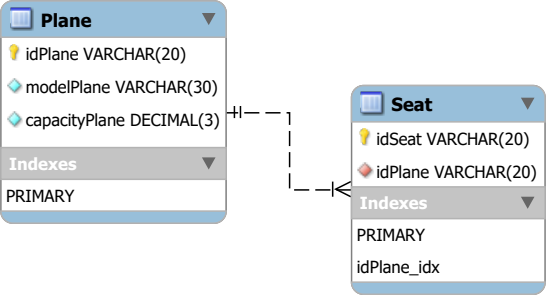 Plane
idPlane VARCHAR(20)
modelPlane VARCHAR(30)
capacityPlane DECIMAL(3)
Indexes
PRIMARY
Seat
idSeat VARCHAR(20)
idPlane VARCHAR(20)
Indexes
PRIMARY
idPlane_idx